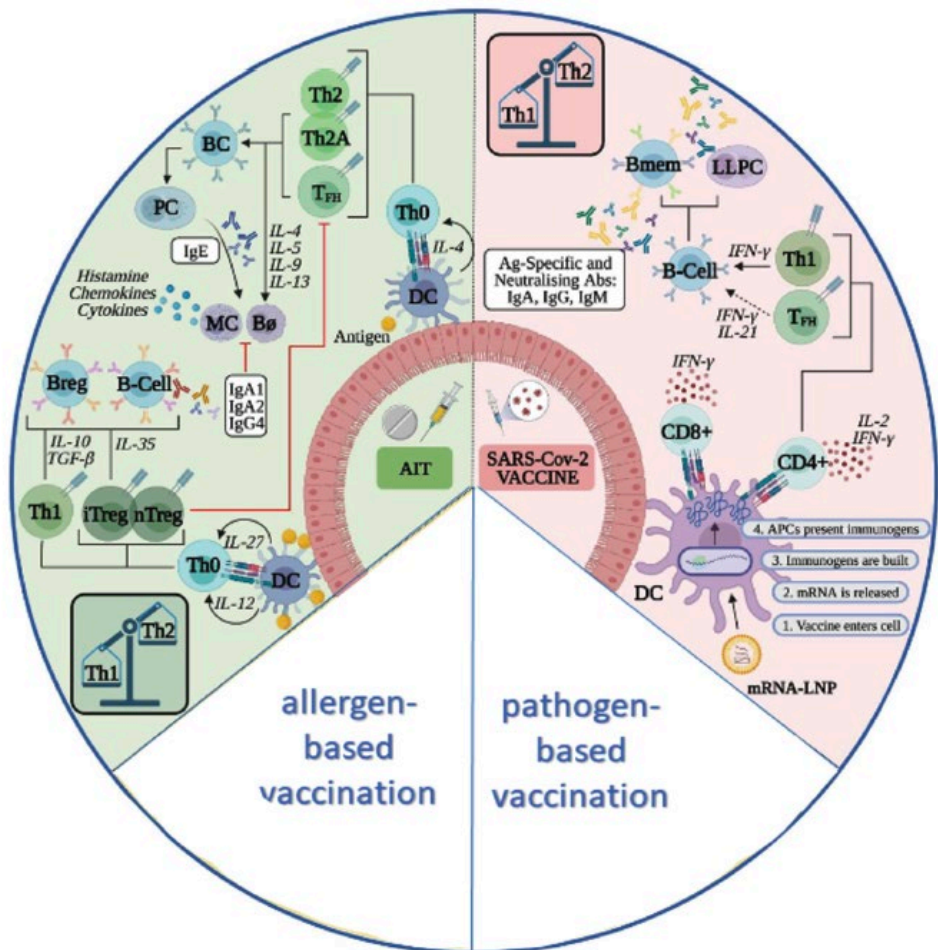 Th2
Th2A
TFH
BC
PC
IgE
IL-4
IL-5
IL-9
IL-13
Histamine
Chemokines
Cytokines
MC
Bø
Th0
IL-4
DC
Antigen
Breg
B-Cell
IgA1
IgA2
IgG4
IL-10
TGF-β
IL-35
Th1
iTreg
nTreg
IL-27
Th0
DC
IL-12
Th2
Th1
AIT
Th2
Th1
Bmem
LLPC
Ag-Specific and
Neutralising Abs:
IgA, IgG, IgM
B-Cell
IFN-γ
Th1
IFN-γ
IL-21
TFH
IFN-γ
CD8+
IL-2
IFN-γ
CD4+
SARS-Cov-2
VACCINE
4. APCs present immunogens
3. Immunogens are built
2. mRNA is released
1. Vaccine enters cell
DC
mRNA-LNP
allergen-
based
vaccination
pathogen-
based
vaccination